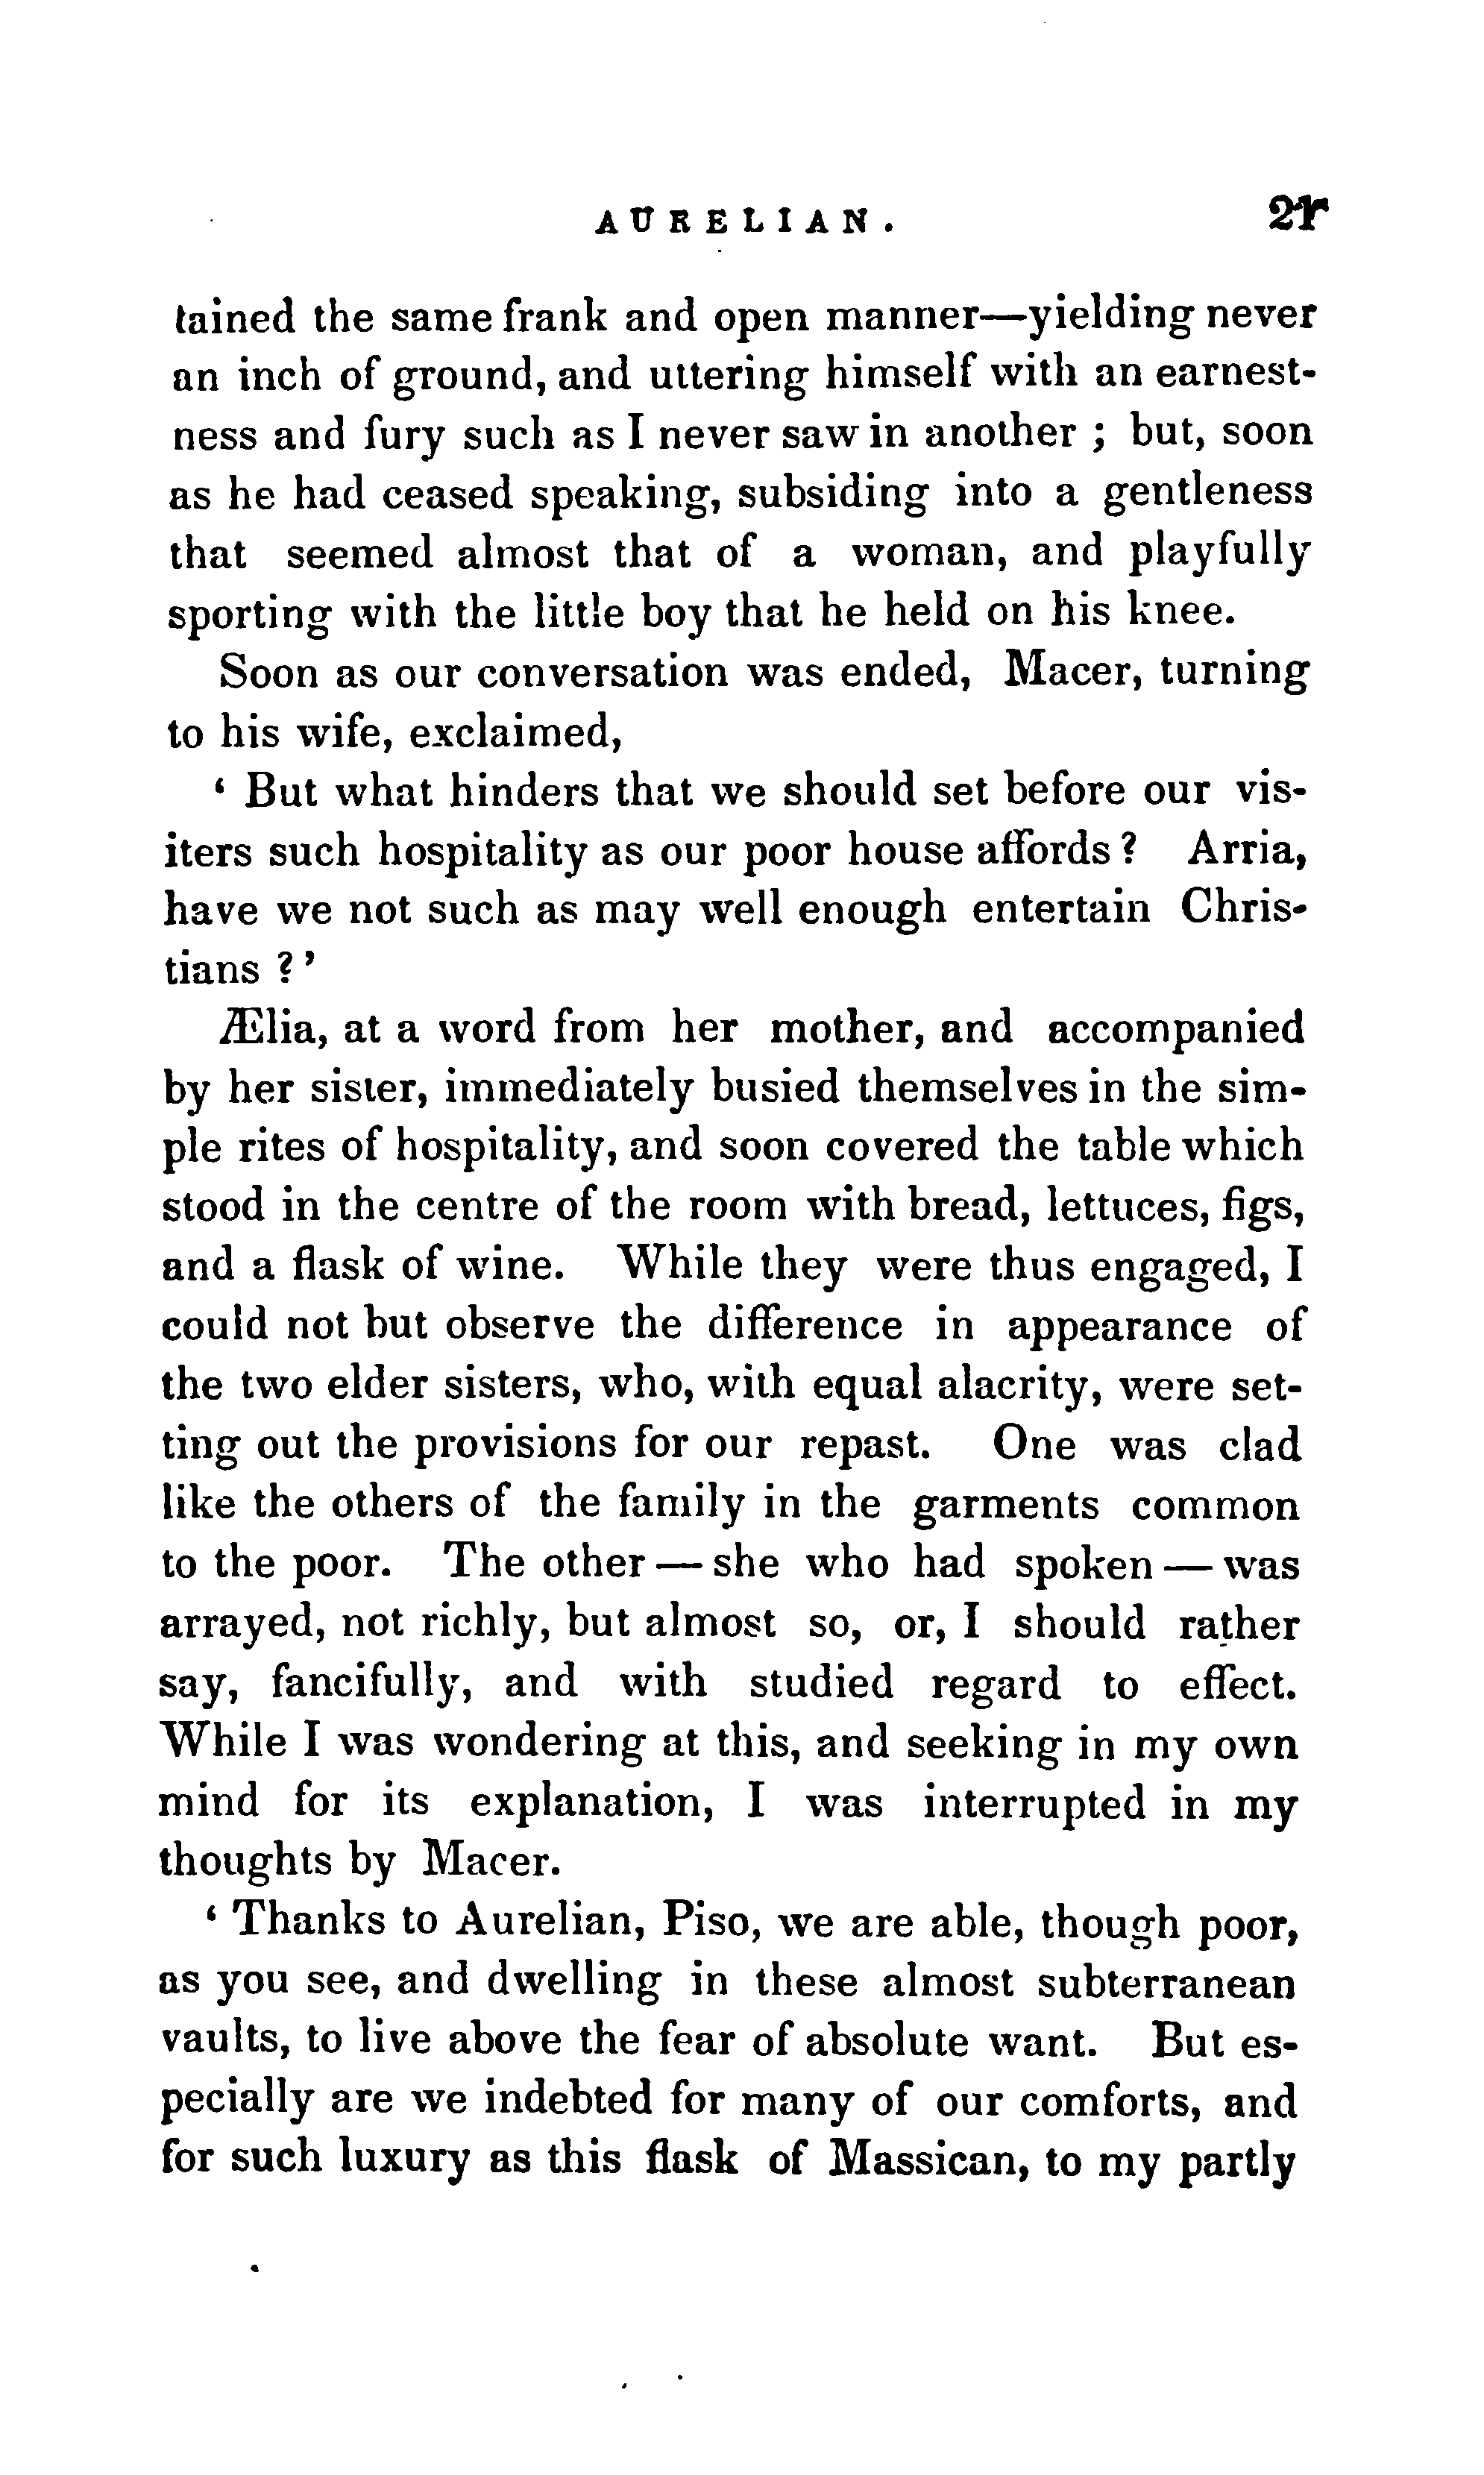 AURELIAN. 21
tained the same frank and open manner—yielding never
an inch of ground, and uttering himself with an earnest-
ness and fury such as I never saw in another ; but, soon
as he had ceased speaking, subsiding into a gentleness
that seemed almost that of a woman, and playfully
sporting with the little boy that he held on his knee.
Soon as our conversation was ended, Macer, turning
to his wife, exclaimed,
‘ But what hinders that we should set before our vis-
iters such hospitality as our poor house affords ? Arria,
have we not such as may well enough entertain Chris-
tians ?’
Ælia, at a word from her mother, and accompanied
by her sister, immediately busied themselves in the sim-
ple rites of hospitality, and soon covered the table which
stood in the centre of the room with bread, lettuces, figs,
and a flask of wine. While they were thus engaged, I
could not but observe the difference in appearance of
the two elder sisters, who, with equal alacrity, were set-
ting out the provisions for our repast. One was clad
like the others of the family in the garments common
to the poor. The other — she who had spoken — was
arrayed, not richly, but almost so, or, I should rather
say, fancifully, and with studied regard to effect.
While I was wondering at this, and seeking in my own
mind for its explanation, I was interrupted in my
thoughts by Macer.
‘ Thanks to Aurelian, Piso, we are able, though poor,
as you see, and dwelling in these almost subterranean
vaults, to live above the fear of absolute want. But es-
pecially are we indebted for many of our comforts, and
for such luxury as this flask of Massican, to my partly